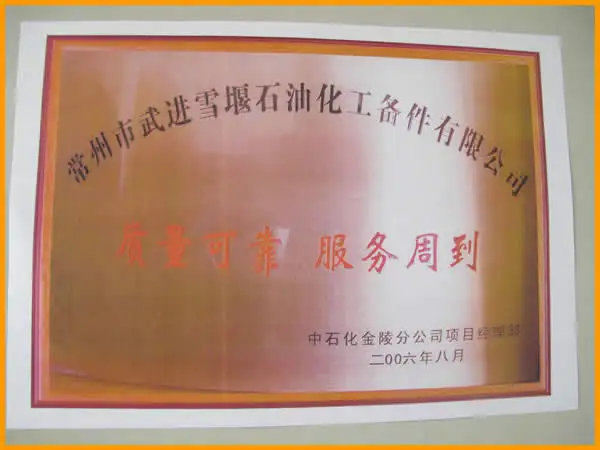 常州市武进雪堰石油化工备件有限公司
质量可靠 服务周到
中石化金陵分公司项目经理部
二00六年八月